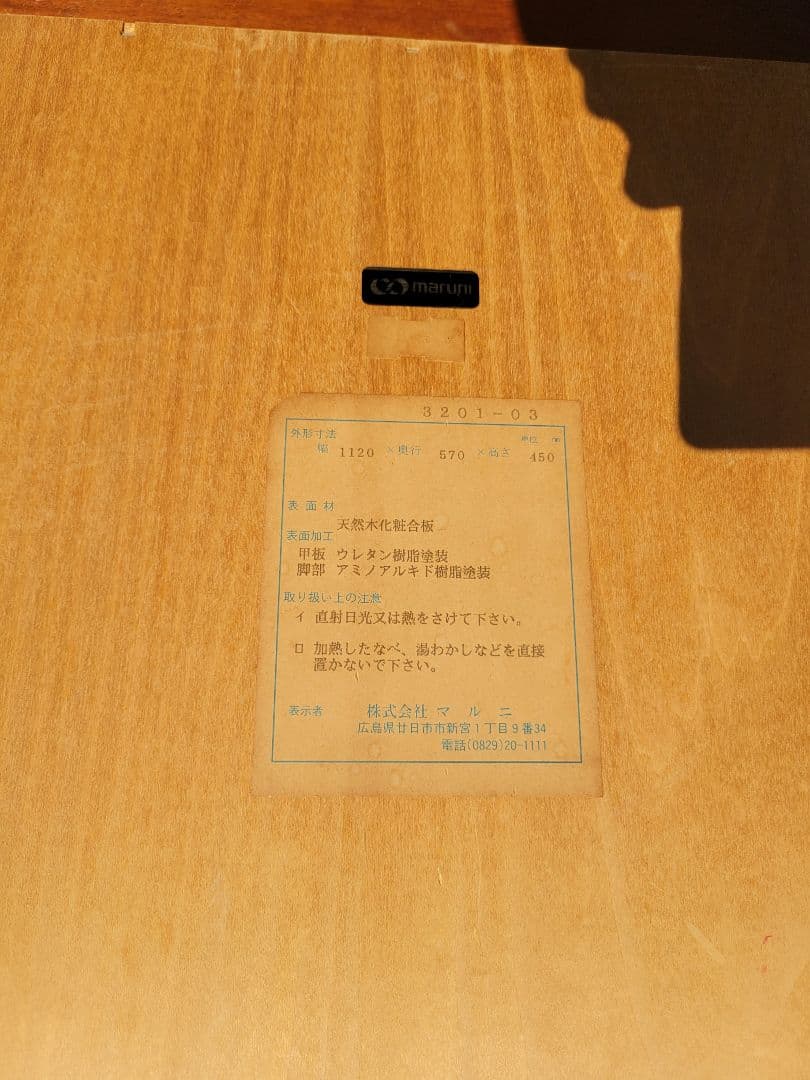 maruni
3201-03
外形寸法 単位 mm
幅 1120 ×奥行 570 ×高さ 450
表面材
天然木化粧合板
表面加工
甲板 ウレタン樹脂塗装
脚部 アミノアルキド樹脂塗装
取り扱い上の注意
イ 直射日光又は熱をさけて下さい。
ロ 加熱したなべ、湯わかしなどを直接
置かないで下さい。
表示者 株式会社 マルニ
広島県廿日市市新宮1丁目9番34
電話(0829)20-1111